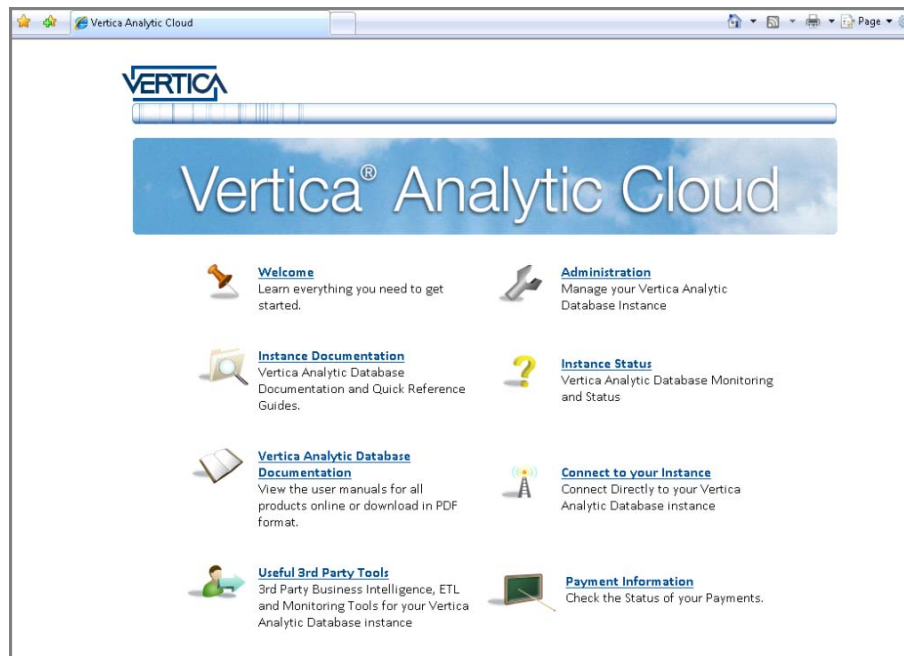 Vertica Analytic Cloud
Page
VERTICA
Vertica® Analytic Cloud
Welcome
Learn everything you need to get
started.
Administration
Manage your Vertica Analytic
Database Instance
Instance Documentation
Vertica Analytic Database
Documentation and Quick Reference
Guides.
Instance Status
Vertica Analytic Database Monitoring
and Status
Vertica Analytic Database
Documentation
View the user manuals for all
products online or download in PDF
format.
Connect to your Instance
Connect Directly to your Vertica
Analytic Database instance
Useful 3rd Party Tools
3rd Party Business Intelligence, ETL
and Monitoring Tools for your Vertica
Analytic Database instance
Payment Information
Check the Status of your Payments.